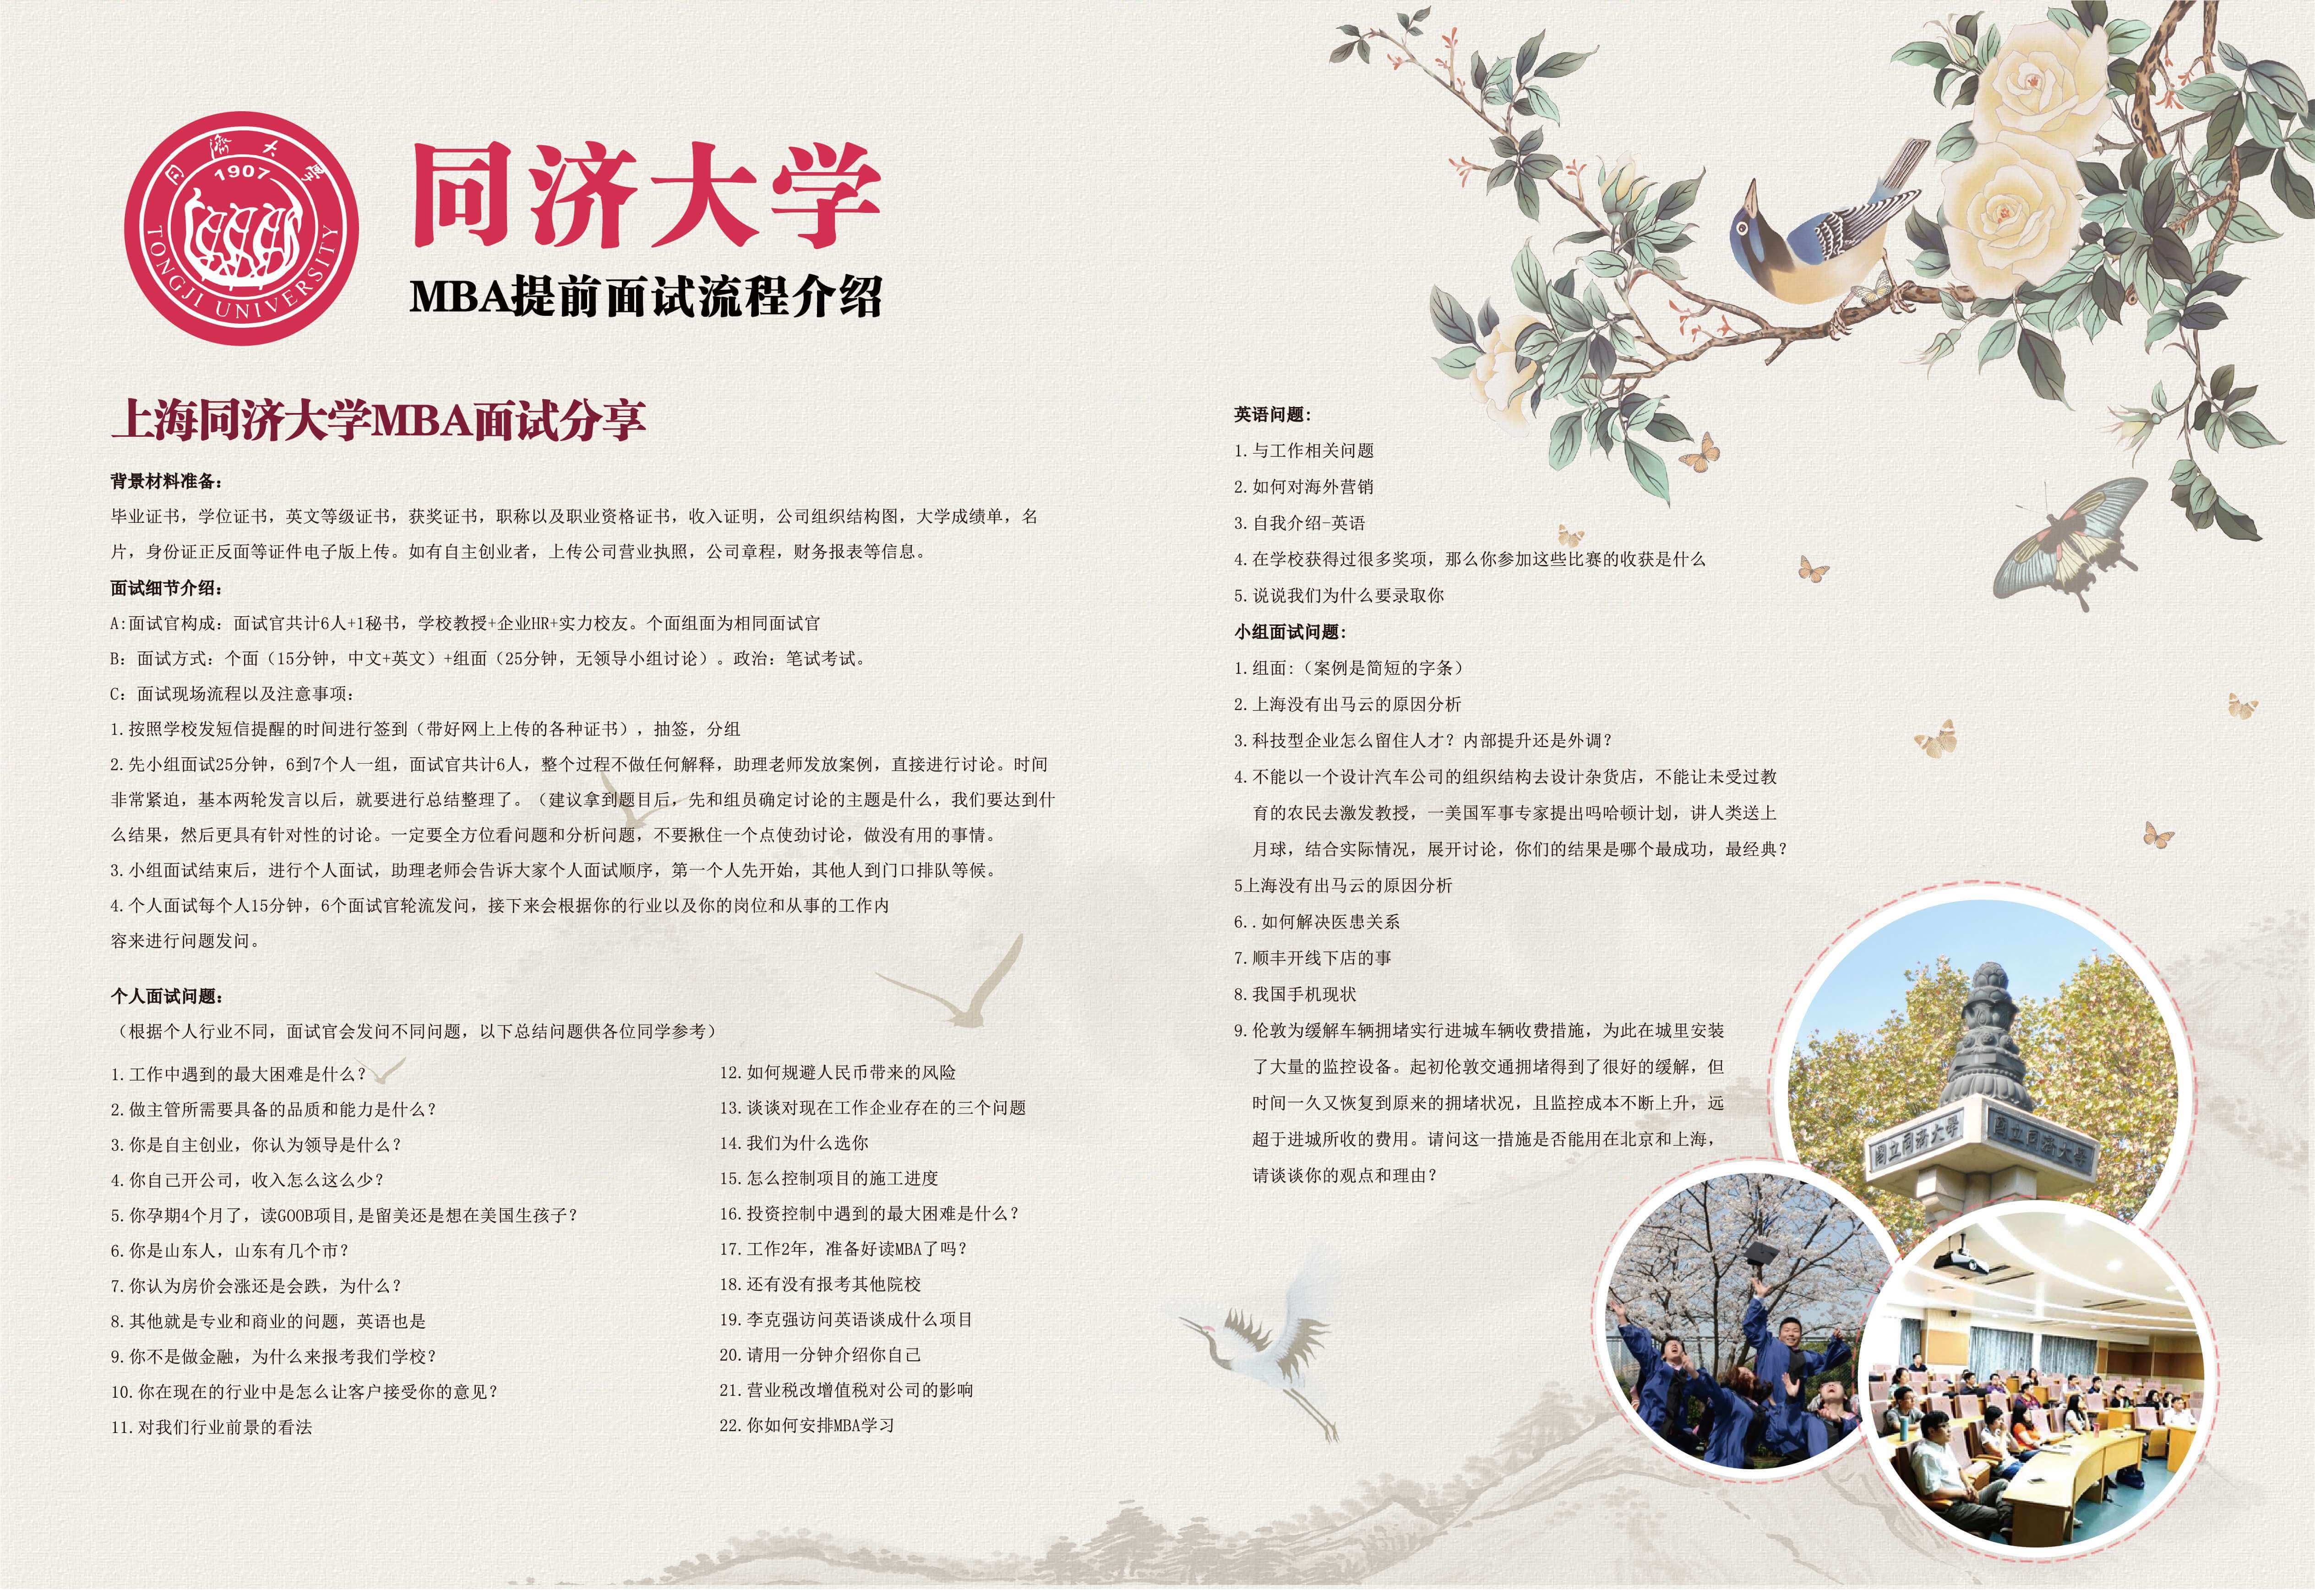 同濟大學
1907
TONGJI UNIVERSITY
同济大学
MBA提前面试流程介绍
上海同济大学MBA面试分享
背景材料准备：
毕业证书，学位证书，英文等级证书，获奖证书，职称以及职业资格证书，收入证明，公司组织结构图，大学成绩单，名
片，身份证正反面等证件电子版上传。如有自主创业者，上传公司营业执照，公司章程，财务报表等信息。
面试细节介绍：
A:面试官构成：面试官共计6人+1秘书，学校教授+企业HR+实力校友。个面组面为相同面试官
B：面试方式：个面（15分钟，中文+英文）+组面（25分钟，无领导小组讨论）。政治：笔试考试。
C：面试现场流程以及注意事项：
1.按照学校发短信提醒的时间进行签到（带好网上上传的各种证书），抽签，分组
2.先小组面试25分钟，6到7个人一组，面试官共计6人，整个过程不做任何解释，助理老师发放案例，直接进行讨论。时间
非常紧迫，基本两轮发言以后，就要进行总结整理了。（建议拿到题目后，先和组员确定讨论的主题是什么，我们要达到什
么结果，然后更具有针对性的讨论。一定要全方位看问题和分析问题，不要揪住一个点使劲讨论，做没有用的事情。
3.小组面试结束后，进行个人面试，助理老师会告诉大家个人面试顺序，第一个人先开始，其他人到门口排队等候。
4.个人面试每个人15分钟，6个面试官轮流发问，接下来会根据你的行业以及你的岗位和从事的工作内
容来进行问题发问。
个人面试问题：
（根据个人行业不同，面试官会发问不同问题，以下总结问题供各位同学参考）
1.工作中遇到的最大困难是什么？
2.做主管所需要具备的品质和能力是什么？
3.你是自主创业，你认为领导是什么？
4.你自己开公司，收入怎么这么少？
5.你孕期4个月了，读GOOB项目,是留美还是想在美国生孩子？
6.你是山东人，山东有几个市？
7.你认为房价会涨还是会跌，为什么？
8.其他就是专业和商业的问题，英语也是
9.你不是做金融，为什么来报考我们学校？
10.你在现在的行业中是怎么让客户接受你的意见？
11.对我们行业前景的看法
12.如何规避人民币带来的风险
13.谈谈对现在工作企业存在的三个问题
14.我们为什么选你
15.怎么控制项目的施工进度
16.投资控制中遇到的最大困难是什么？
17.工作2年，准备好读MBA了吗？
18.还有没有报考其他院校
19.李克强访问英语谈成什么项目
20.请用一分钟介绍你自己
21.营业税改增值税对公司的影响
22.你如何安排MBA学习
英语问题：
1.与工作相关问题
2.如何对海外营销
3.自我介绍-英语
4.在学校获得过很多奖项，那么你参加这些比赛的收获是什么
5.说说我们为什么要录取你
小组面试问题：
1.组面：（案例是简短的字条）
2.上海没有出马云的原因分析
3.科技型企业怎么留住人才？内部提升还是外调？
4.不能以一个设计汽车公司的组织结构去设计杂货店，不能让未受过教
育的农民去激发教授，一美国军事专家提出吗哈顿计划，讲人类送上
月球，结合实际情况，展开讨论，你们的结果是哪个最成功，最经典？
5上海没有出马云的原因分析
6..如何解决医患关系
7.顺丰开线下店的事
8.我国手机现状
9.伦敦为缓解车辆拥堵实行进城车辆收费措施，为此在城里安装
了大量的监控设备。起初伦敦交通拥堵得到了很好的缓解，但
时间一久又恢复到原来的拥堵状况，且监控成本不断上升，远
超于进城所收的费用。请问这一措施是否能用在北京和上海，
请谈谈你的观点和理由？
國立同濟大學
國立同濟大學